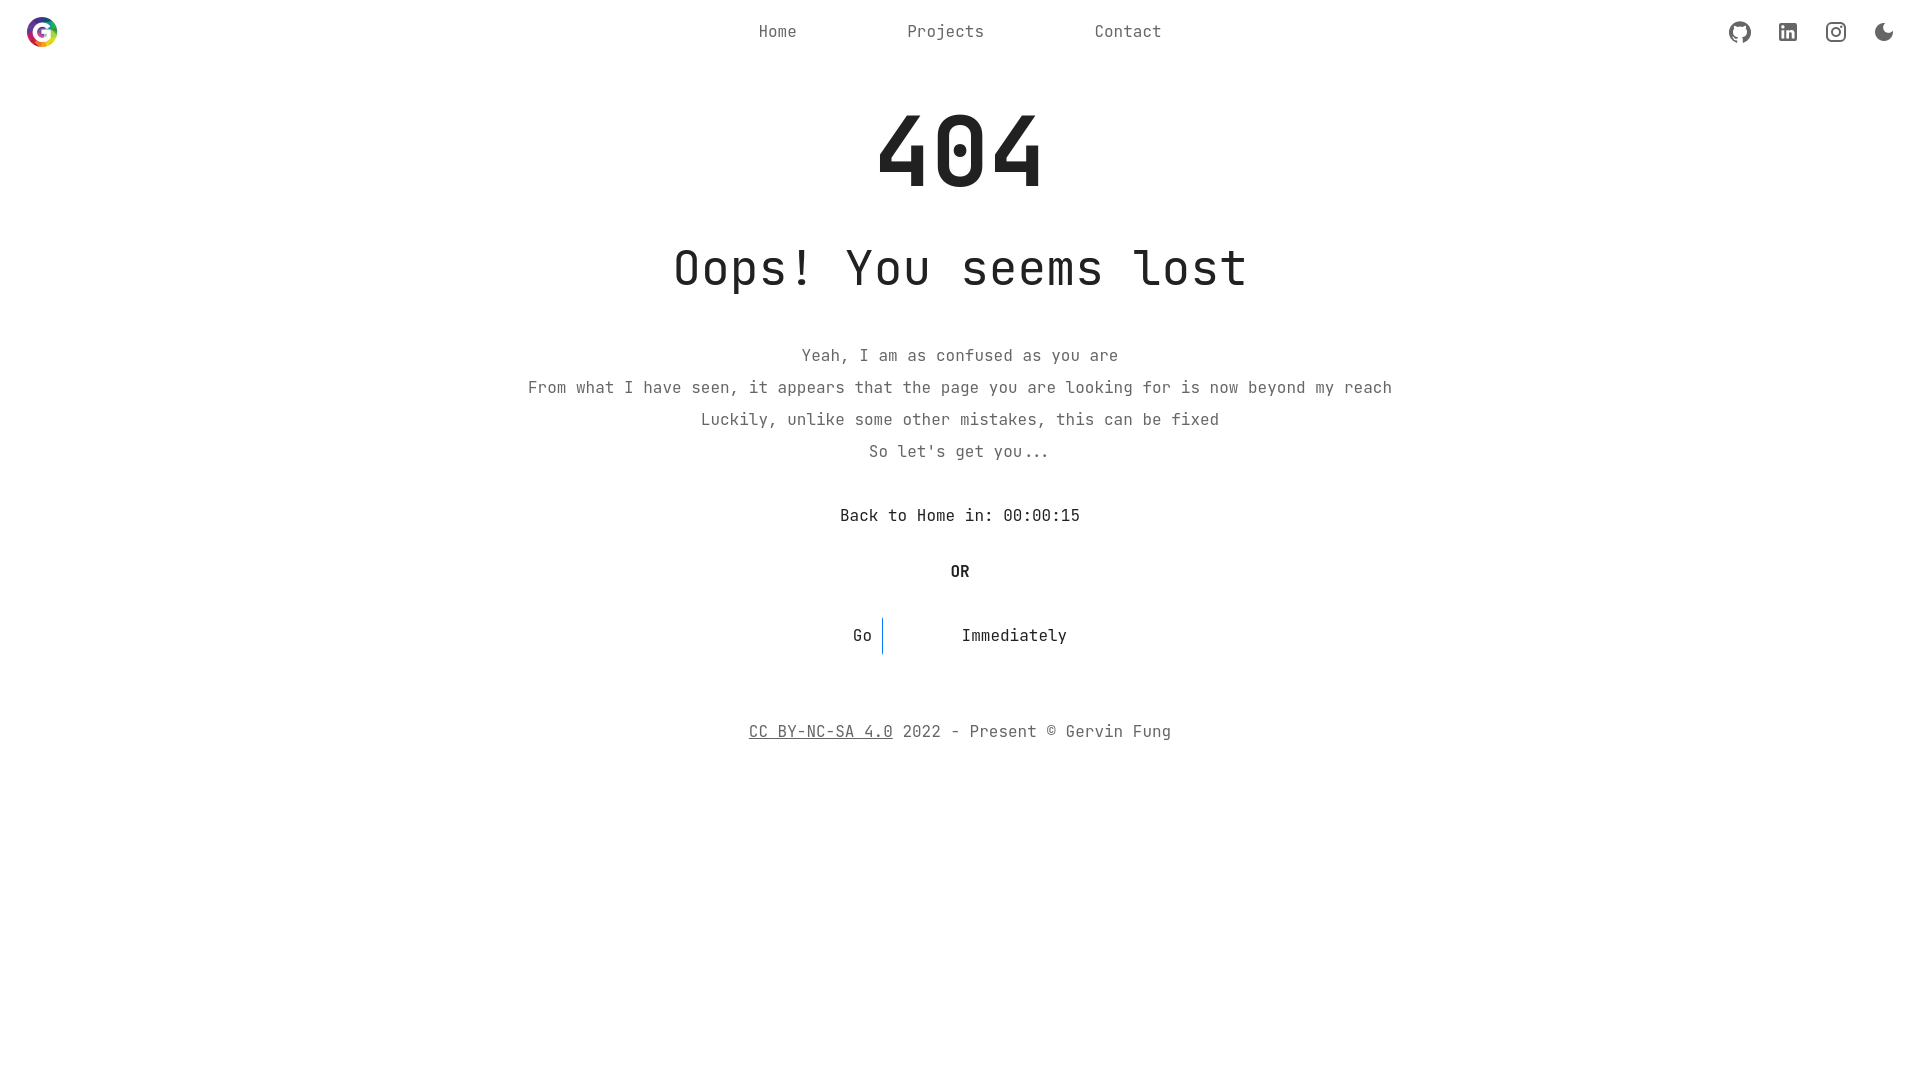 Home Projects Contact
404
Oops! You seems lost
Yeah, I am as confused as you are
From what I have seen, it appears that the page you are looking for is now beyond my reach
Luckily, unlike some other mistakes, this can be fixed
So let's get you...
Back to Home in: 00:00:15
OR
Go Immediately
CC BY-NC-SA 4.0 2022 - Present © Gervin Fung